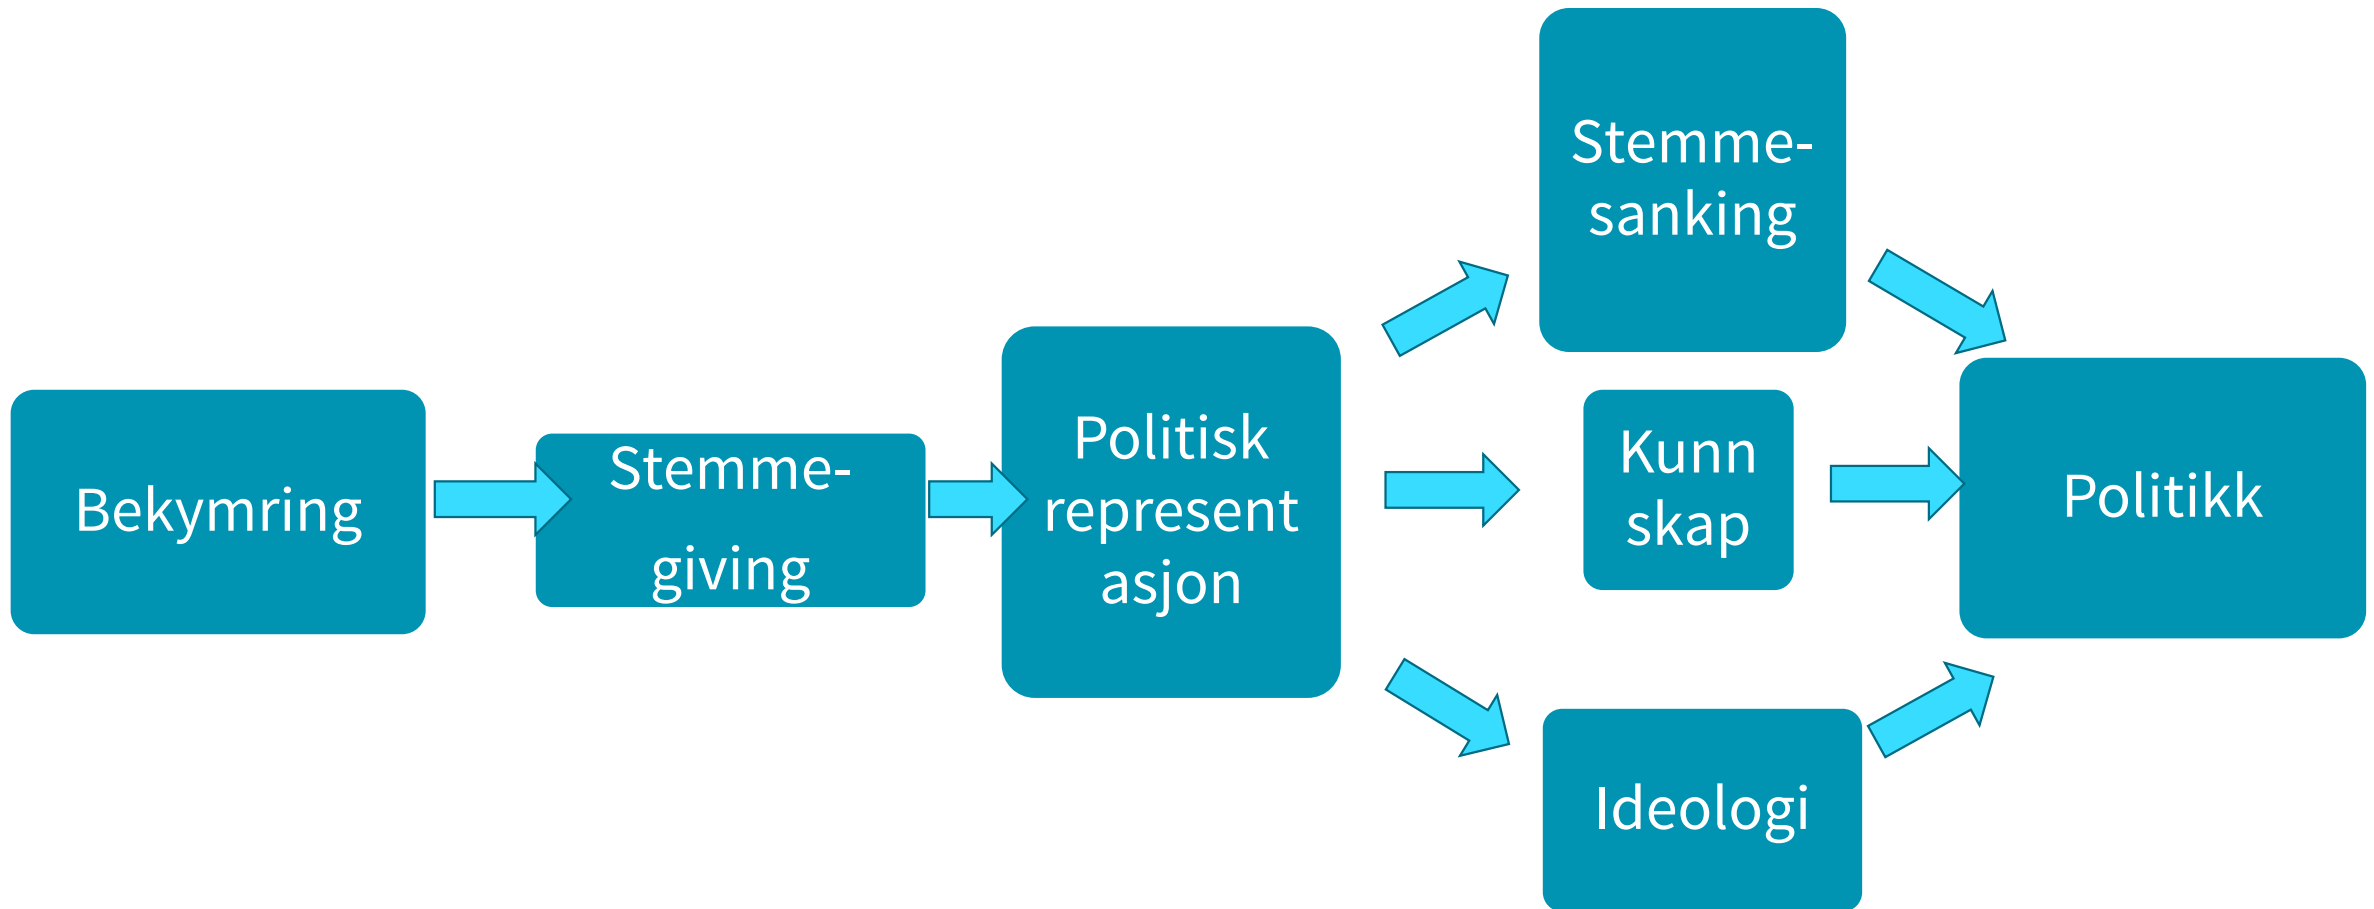 Bekymring
Stemme-
giving
Politisk
represent
asjon
Stemme-
sanking
Kunn
skap
Ideologi
Politikk